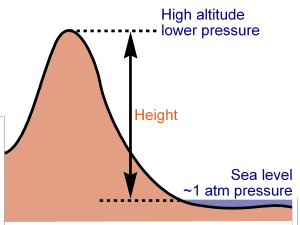 High altitude
lower pressure
Height
Sea level
~1 atm pressure